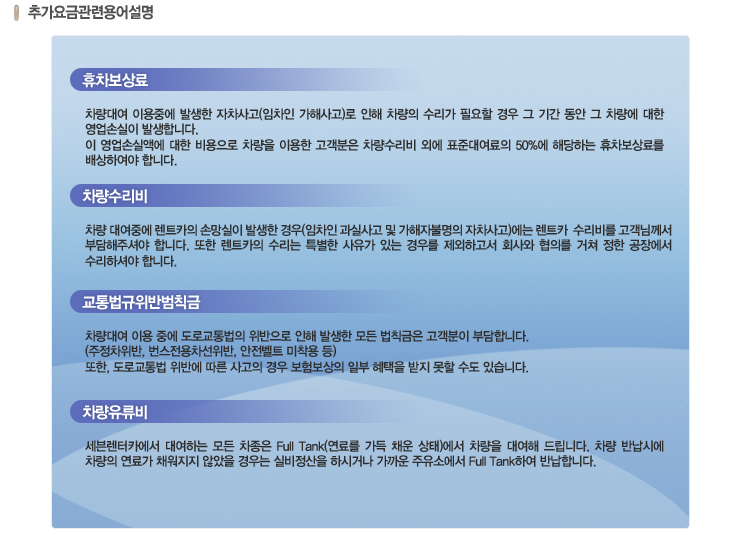 추가요금관련용어설명
휴차보상료
차량대여 이용중에 발생한 자차사고(임차인 가해사고)로 인해 차량의 수리가 필요할 경우 그 기간 동안 그 차량에 대한
영업손실이 발생합니다.
이 영업손실액에 대한 비용으로 차량을 이용한 고객분은 차량수리비 외에 표준대여료의 50%에 해당하는 휴차보상료를
배상하여야 합니다.
차량수리비
차량 대여중에 렌트카의 손망실이 발생한 경우(임차인 과실사고 및 가해자불명의 자차사고)에는 렌트카 수리비를 고객님께서
부담해주셔야 합니다. 또한 렌트카의 수리는 특별한 사유가 있는 경우를 제외하고서 회사와 협의를 거쳐 정한 공장에서
수리하셔야 합니다.
교통법규위반범칙금
차량대여 이용 중에 도로교통법의 위반으로 인해 발생한 모든 법칙금은 고객분이 부담합니다.
(주정차위반, 번스전용차선위반, 안전벨트 미착용 등)
또한, 도로교통법 위반에 따른 사고의 경우 보험보상의 일부 혜택을 받지 못할 수도 있습니다.
차량유류비
세븐렌터카에서 대여하는 모든 차종은 Full Tank(연료를 가득 채운 상태)에서 차량을 대여해 드립니다. 차량 반납시에
차량의 연료가 채워지지 않았을 경우는 실비정산을 하시거나 가까운 주유소에서 Full Tank하여 반납합니다.